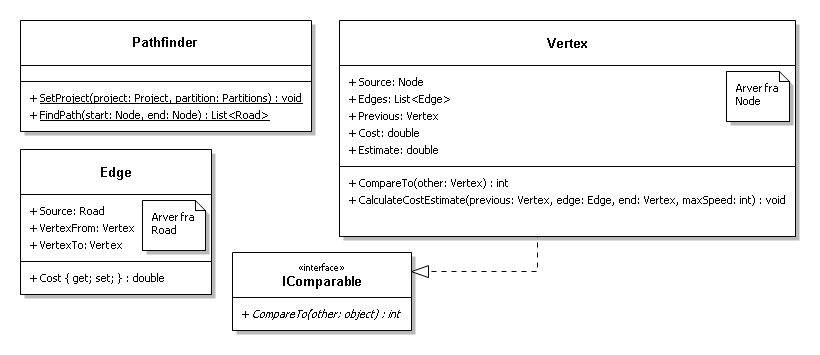 Pathfinder
+ SetProject(project: Project, partition: Partitions) : void
+ FindPath(start: Node, end: Node) : List<Road>
Vertex
+ Source: Node
+ Edges: List<Edge>
+ Previous: Vertex
+ Cost: double
+ Estimate: double
Arver fra
Node
+ CompareTo(other: Vertex) : int
+ CalculateCostEstimate(previous: Vertex, edge: Edge, end: Vertex, maxSpeed: int) : void
Edge
+ Source: Road
+ VertexFrom: Vertex
+ VertexTo: Vertex
Arver fra
Road
+ Cost { get; set; } : double
«interface»
IComparable
+ CompareTo(other: object) : int